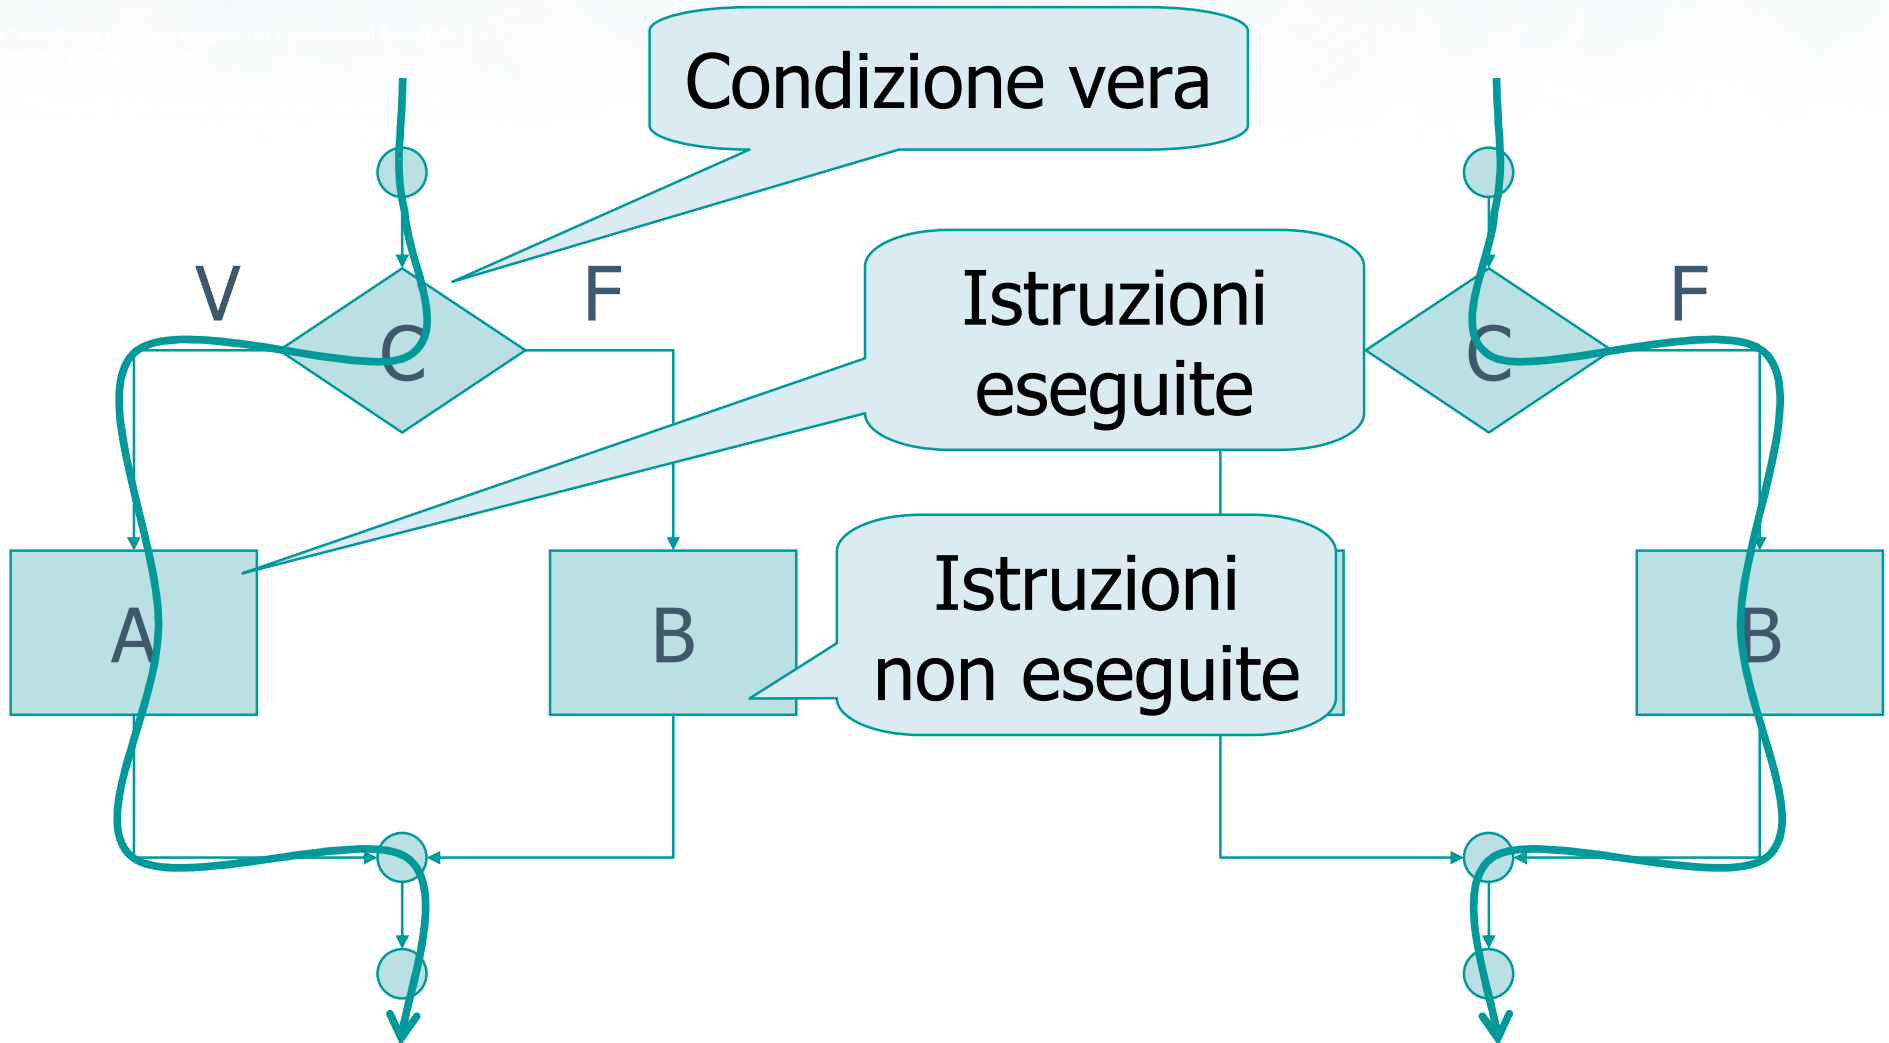 Condizione vera
V
F
C
Istruzioni
eseguite
C
F
A
B
Istruzioni
non eseguite
B